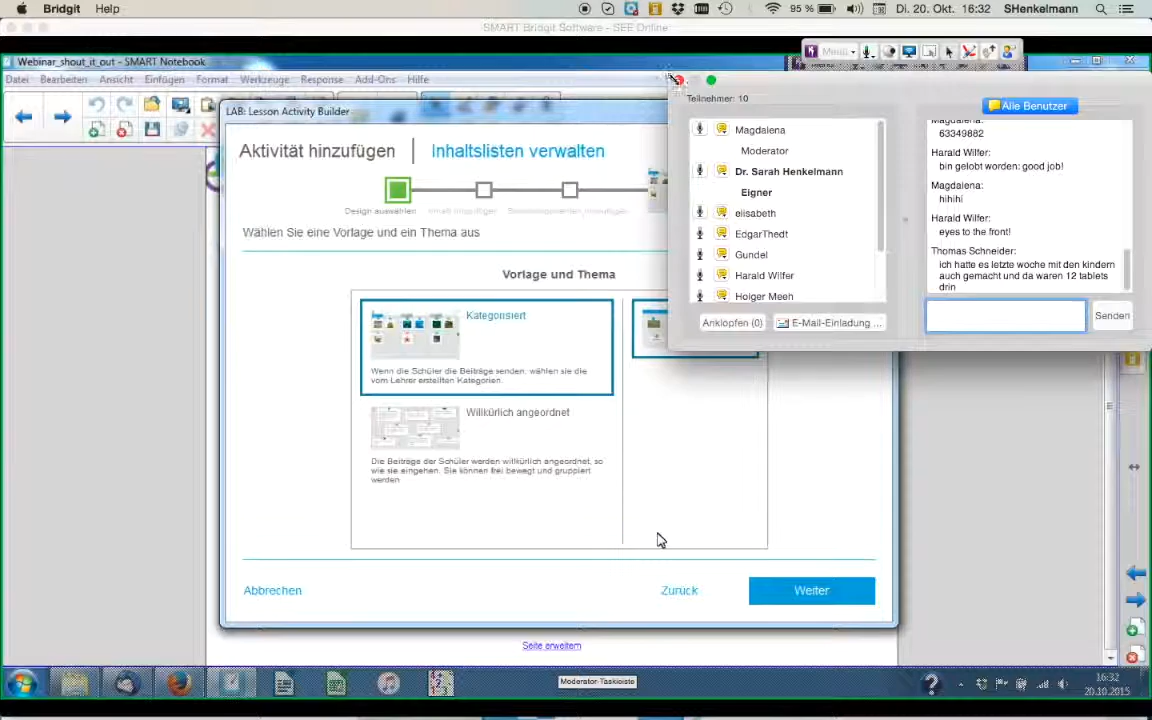 Bridgit Help
95 % Di. 20. Okt. 16:32 SHenkelmann
SMART Bridgit Software - SEE Online
Menü
Webinar_shout_it_out - SMART Notebook
Datei Bearbeiten Ansicht Einfügen Format Werkzeuge Response Add-Ons Hilfe
LAB: Lesson Activity Builder
Aktivität hinzufügen Inhaltslisten verwalten
Design auswählen Inhalt hinzufügen
Wählen Sie eine Vorlage und ein Thema aus
Vorlage und Thema
Kategorisiert
Wenn die Schüler die Beiträge senden, wählen sie die
vom Lehrer erstellten Kategorien.
Willkürlich angeordnet
Die Beiträge der Schüler werden willkürlich angeordnet, so
wie sie eingehen. Sie können frei bewegt und gruppiert
werden
Abbrechen
Zurück
Weiter
Seite erweitern
Teilnehmer: 10
Magdalena
Moderator
Dr. Sarah Henkelmann
Eigner
elisabeth
EdgarThedt
Gundel
Harald Wilfer
Holger Meeh
Anklopfen (0)
E-Mail-Einladung ...
Alle Benutzer
Magdalena:
63349882
Harald Wilfer:
bin gelobt worden: good job!
Magdalena:
hihihi
Harald Wilfer:
eyes to the front!
Thomas Schneider:
ich hatte es letzte woche mit den kindern
auch gemacht und da waren 12 tablets
drin
Senden
Moderator-Taskleiste
16:32
20.10.2015